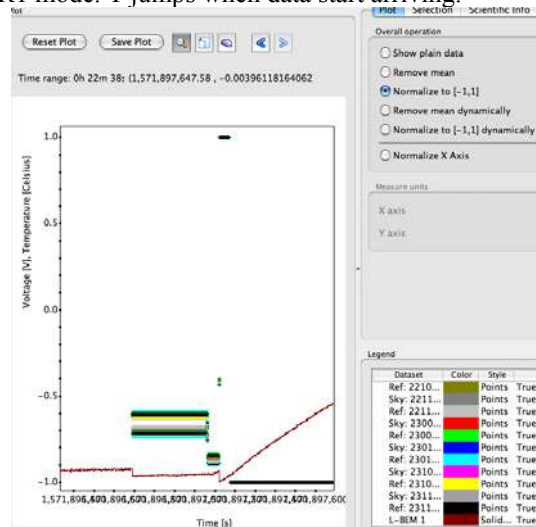 mode. T jumps when data start arriving.
Plot Selection Scientific Info
Reset Plot Save Plot
Overall operation
Show plain data
Time range: 0h 22m 38s (1,571,897,647.58 , -0.00396118164062
Remove mean
Normalize to [-1,1]
Remove mean dynamically
Normalize to [-1,1] dynamically
Normalize X Axis
Measure units
X axis
Y axis
Voltage [V], Temperature [Celsius]
1.0
0.5
0.0
-0.5
-1.0
Time [s]
Legend
Dataset Color Style
Ref: 2210... Points True
Sky: 2211... Points True
Ref: 2211... Points True
Sky: 2300... Points True
Ref: 2300... Points True
Sky: 2301... Points True
Ref: 2301... Points True
Sky: 2310... Points True
Ref: 2310... Points True
Sky: 2311... Points True
Ref: 2311... Points True
L-BEM 1 Solid... True